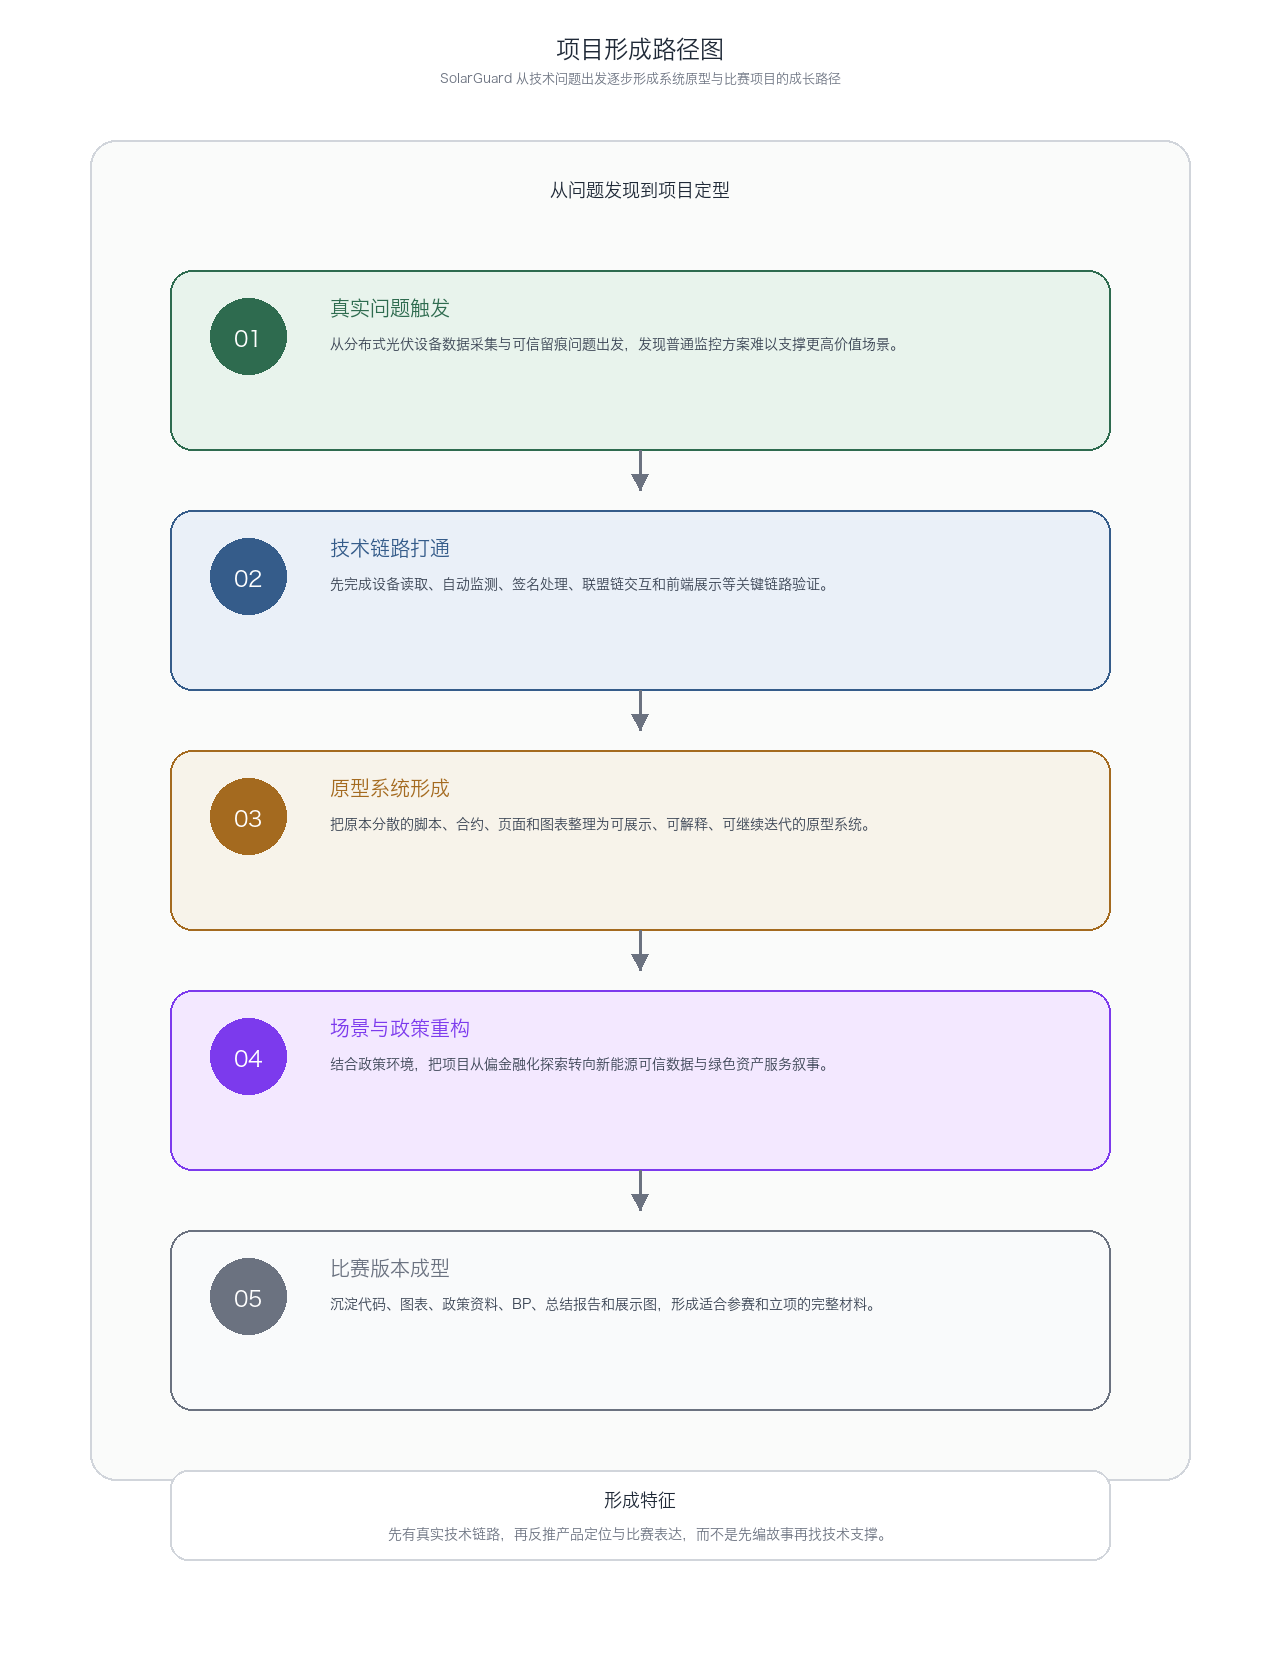 项目形成路径图
SolarGuard 从技术问题出发逐步形成系统原型与比赛项目的成长路径
从问题发现到项目定型
01
真实问题触发
从分布式光伏设备数据采集与可信留痕问题出发，发现普通监控方案难以支撑更高价值场景。
02
技术链路打通
先完成设备读取、自动监测、签名处理、联盟链交互和前端展示等关键链路验证。
03
原型系统形成
把原本分散的脚本、合约、页面和图表整理为可展示、可解释、可继续迭代的原型系统。
04
场景与政策重构
结合政策环境，把项目从偏金融化探索转向新能源可信数据与绿色资产服务叙事。
05
比赛版本成型
沉淀代码、图表、政策资料、BP、总结报告和展示图，形成适合参赛和立项的完整材料。
形成特征
先有真实技术链路，再反推产品定位与比赛表达，而不是先编故事再找技术支撑。